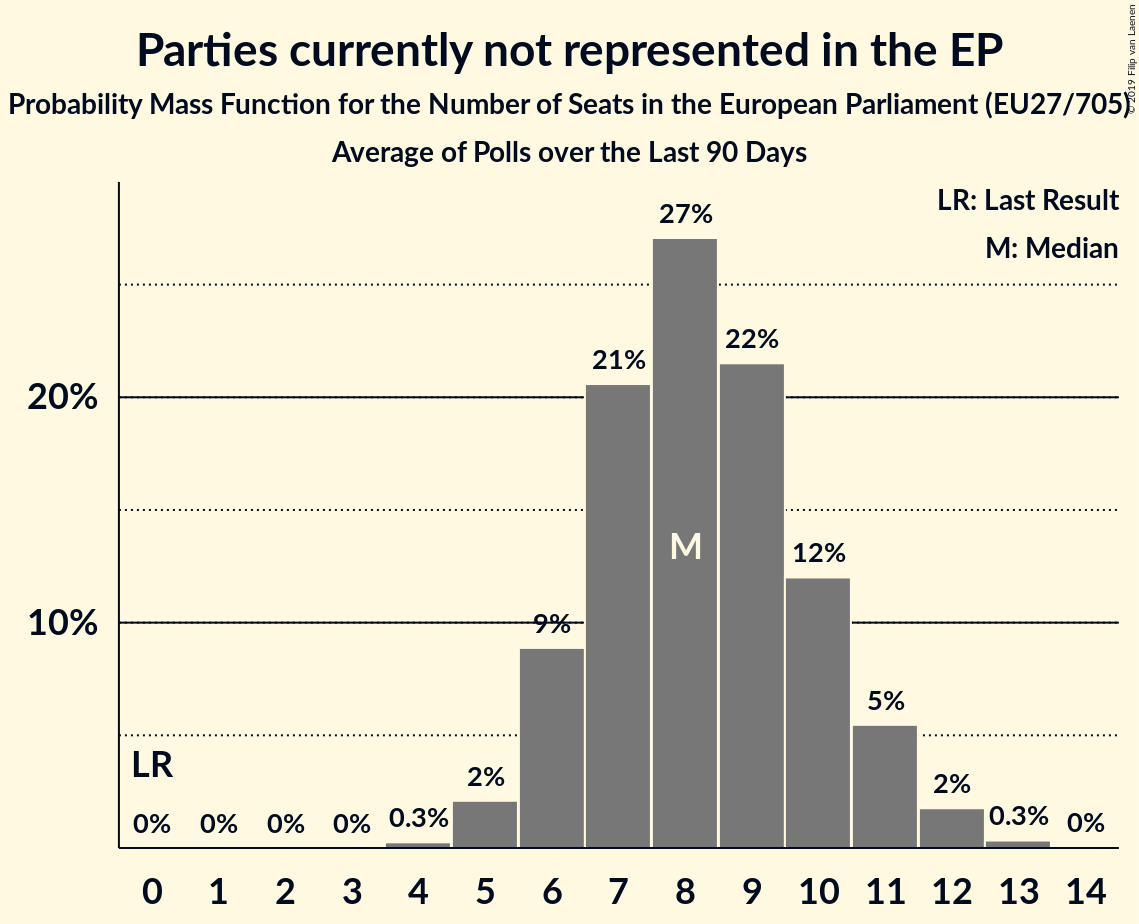 Parties currently not represented in the EP
Probability Mass Function for the Number of Seats in the European Parliament (EU27/705)
Average of Polls over the Last 90 Days
© 2019 Filip van Laenen
LR: Last Result
M: Median
27%
22%
21%
20%
M
12%
10%
9%
5%
LR
2%
2%
0% 0% 0% 0% 0.3% 0.3% 0%
0 1 2 3 4 5 6 7 8 9 10 11 12 13 14